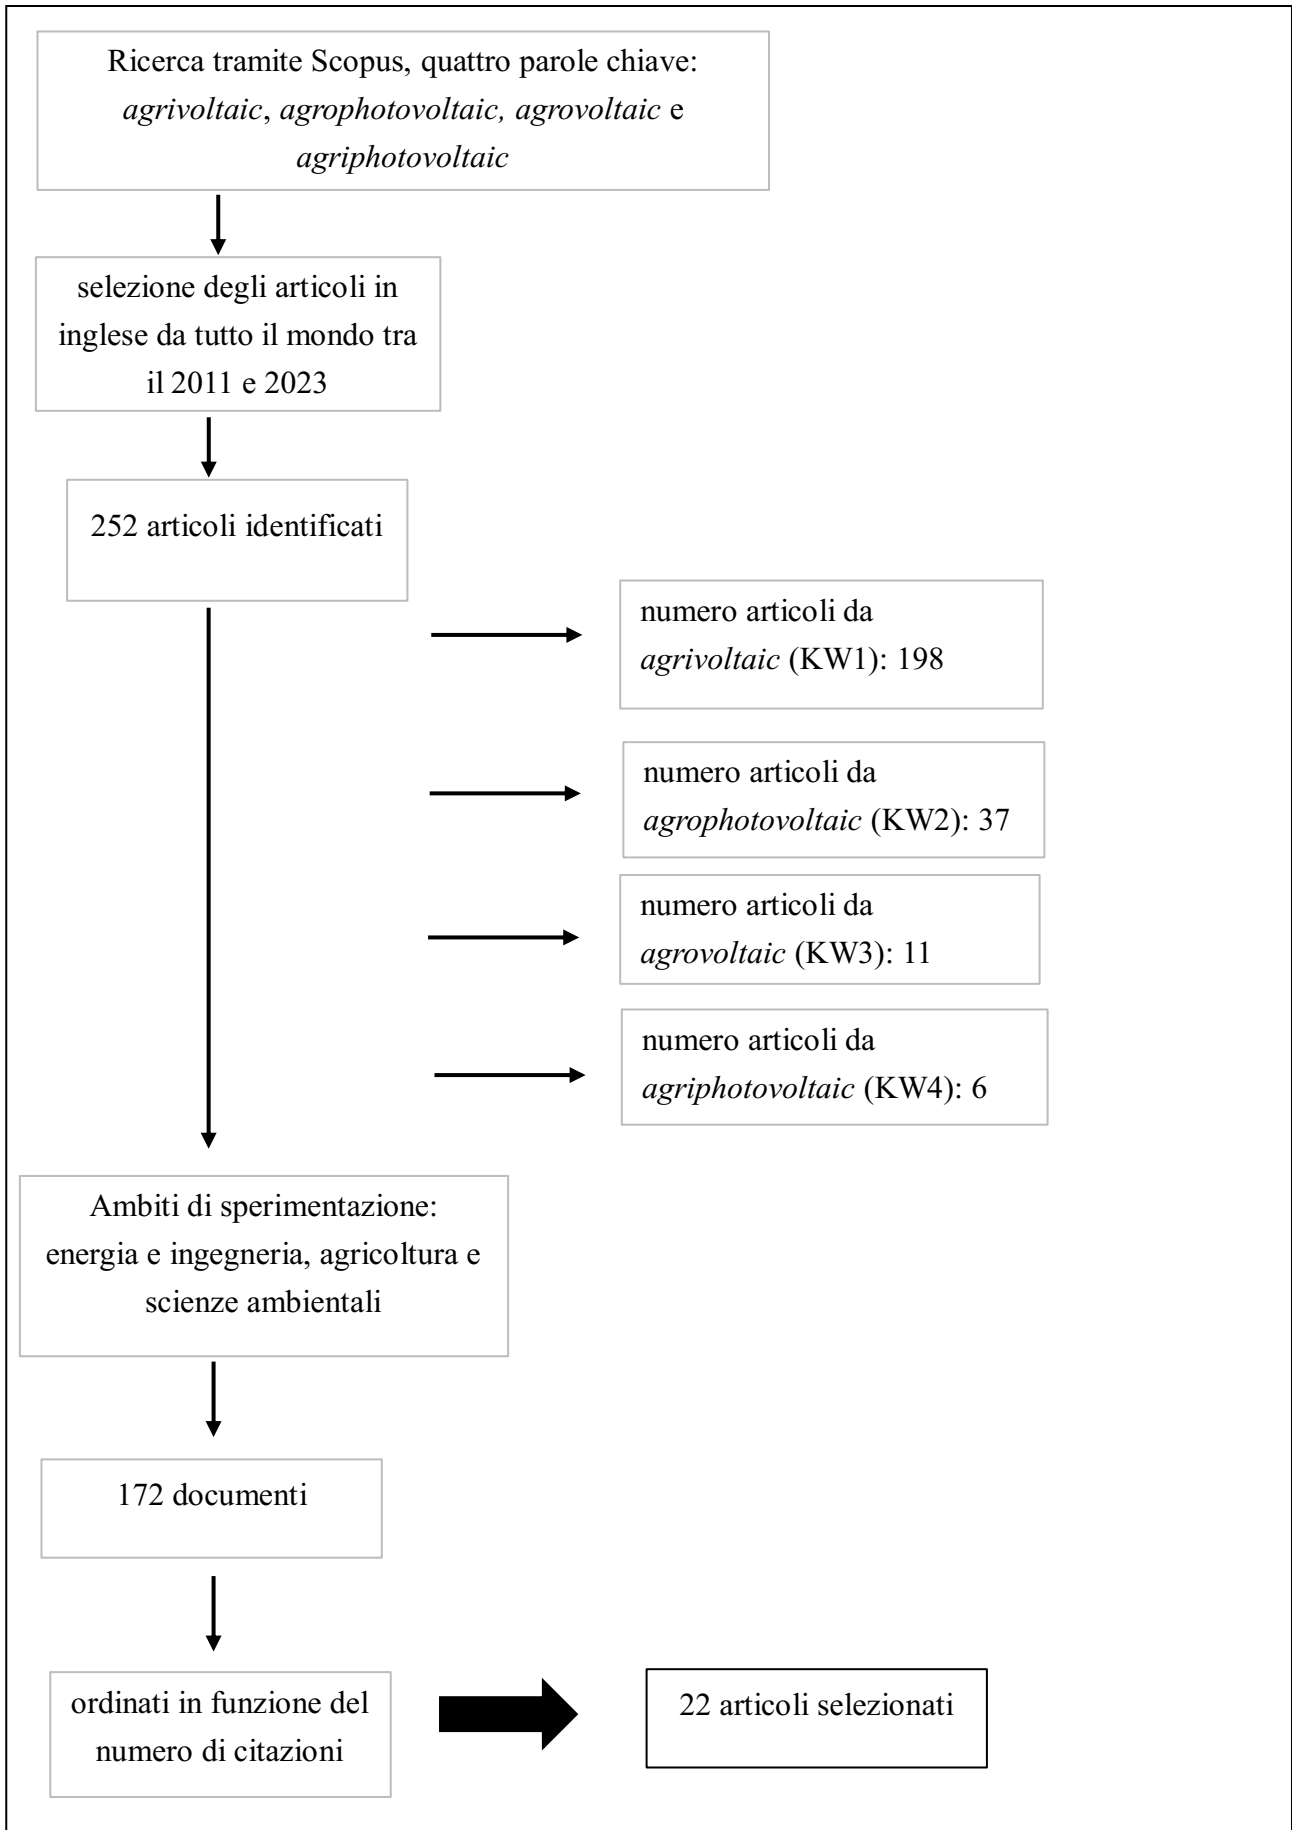 Ricerca tramite Scopus, quattro parole chiave:
agrivoltaic, agrophotovoltaic, agrovoltaic e
agriphotovoltaic
selezione degli articoli in
inglese da tutto il mondo tra
il 2011 e 2023
252 articoli identificati
numero articoli da
agrivoltaic (KW1): 198
numero articoli da
agrophotovoltaic (KW2): 37
numero articoli da
agrovoltaic (KW3): 11
numero articoli da
agriphotovoltaic (KW4): 6
Ambiti di sperimentazione:
energia e ingegneria, agricoltura e
scienze ambientali
172 documenti
ordinati in funzione del
numero di citazioni
22 articoli selezionati